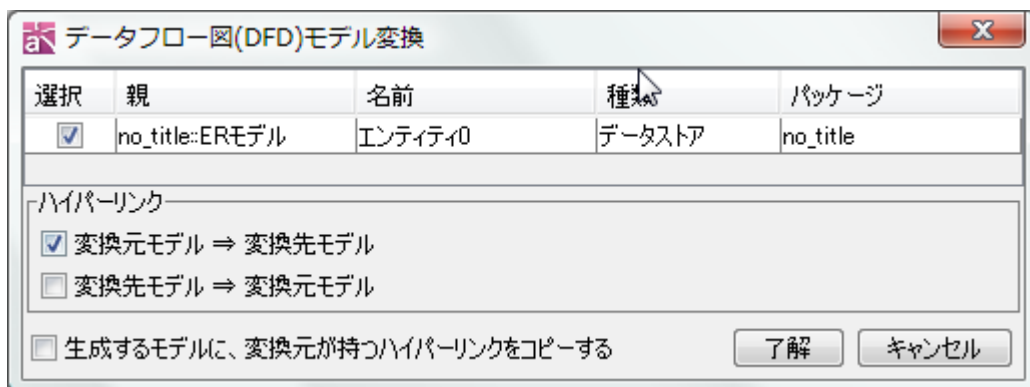 データフロー図(DFD)モデル変換
選択 親 名前 種類 パッケージ
no_title::ERモデル エンティティ0 データストア no_title
ハイパーリンク
変換元モデル ⇒ 変換先モデル
変換先モデル ⇒ 変換元モデル
生成するモデルに、変換元が持つハイパーリンクをコピーする 了解 キャンセル